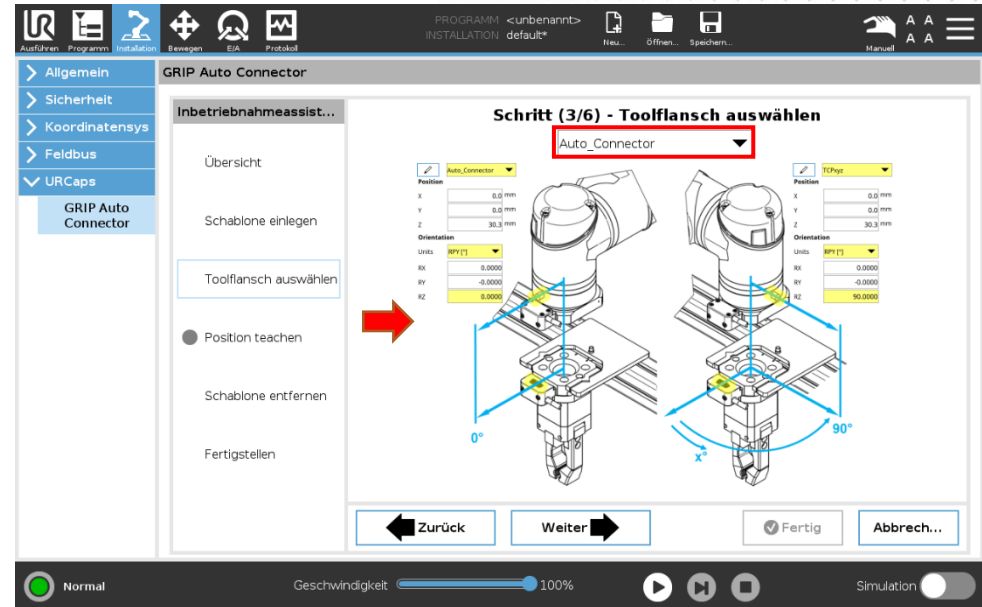 UR
PROGRAMM <unbenannt>
INSTALLATION default*
Ausführen Programm Installation Bewegen E/A Protokoll
Neu... Öffnen... Speichern...
Manuell
A A
A A
Allgemein
Sicherheit
Koordinatensys
Feldbus
URCaps
GRIP Auto
Connector
GRIP Auto Connector
Inbetriebnahmeassist...
Übersicht
Schablone einlegen
Toolflansch auswählen
Position teachen
Schablone entfernen
Fertigstellen
Schritt (3/6) - Toolflansch auswählen
Auto_Connector
Auto_Connector
Position
X 0.0 mm
Y 0.0 mm
Z 30.3 mm
Orientation
Units RPY [°]
RX 0.0000
RY -0.0000
RZ 0.0000
0°
TCPxyz
Position
X 0.0 mm
Y 0.0 mm
Z 30.3 mm
Orientation
Units RPY [°]
RX 0.0000
RY -0.0000
RZ 90.0000
90°
x°
Zurück
Weiter
Fertig
Abbrech...
Normal
Geschwindigkeit 100%
Simulation